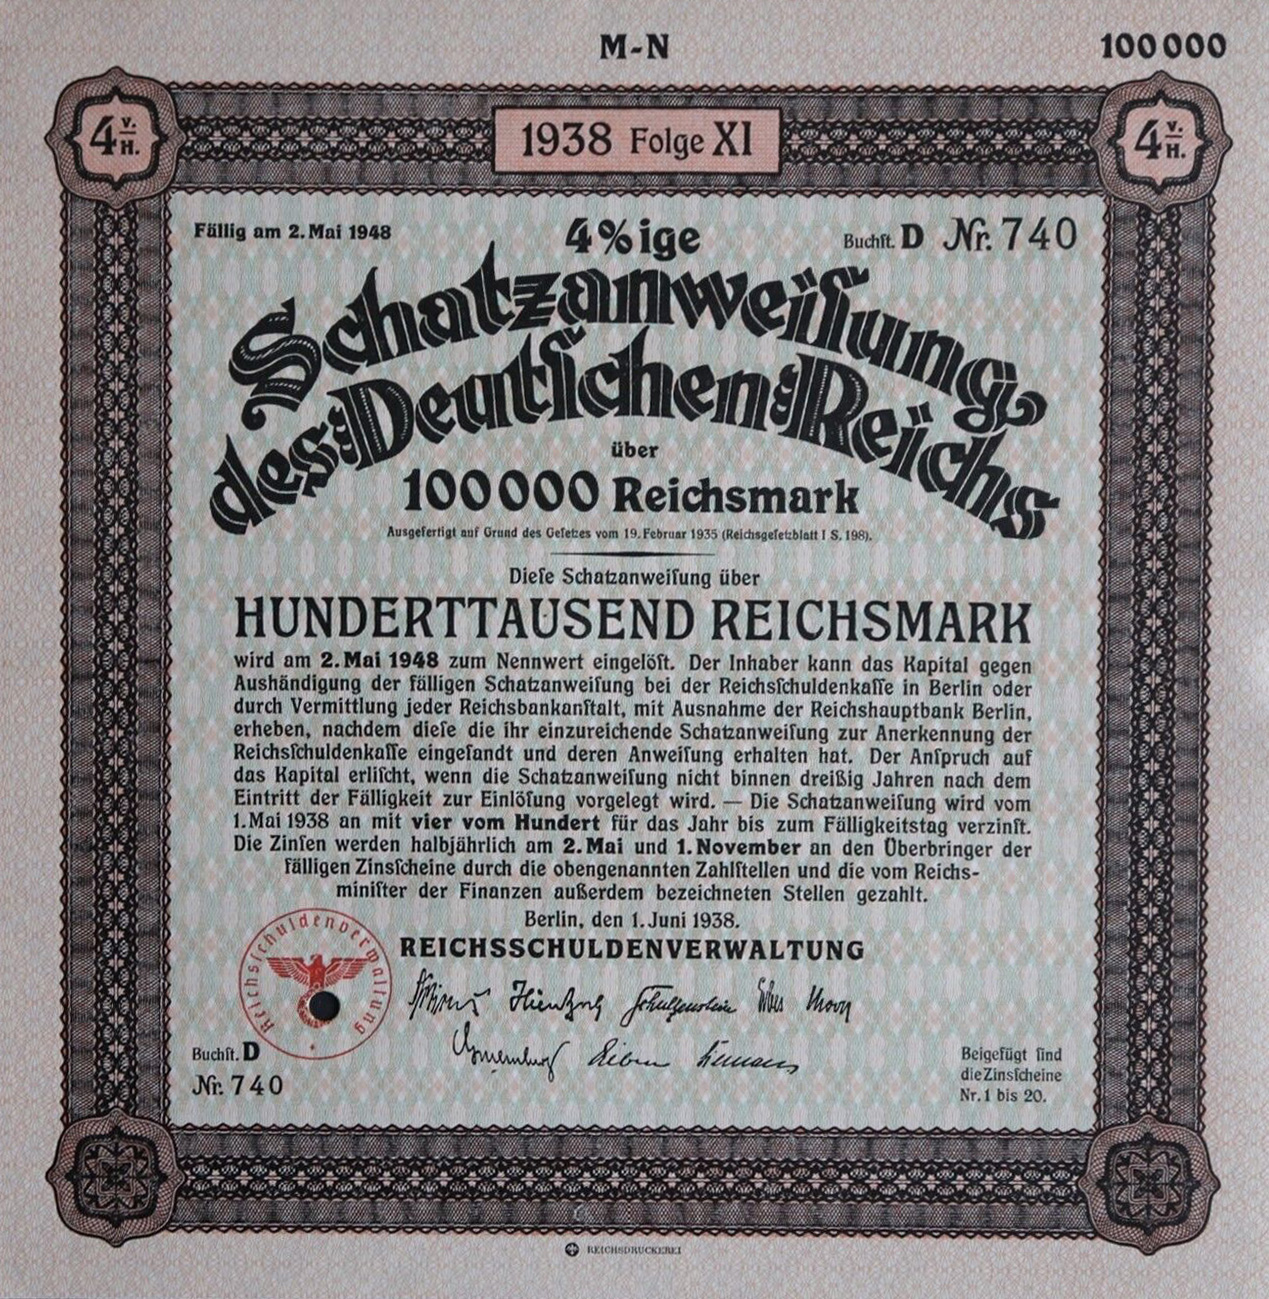 M-N
100 000
4 v. H.
1938 Folge XI
4 v. H.
Fällig am 2. Mai 1948
4%ige
Buchſt. D Nr. 740
Schatzanweiſung
des Deutſchen Reichs
über
100 000 Reichsmark
Ausgefertigt auf Grund des Geſetzes vom 19. Februar 1935 (Reichsgeſetzblatt I S. 198).
Dieſe Schatzanweiſung über
HUNDERTTAUSEND REICHSMARK
wird am 2. Mai 1948 zum Nennwert eingelöſt. Der Inhaber kann das Kapital gegen
Aushändigung der fälligen Schatzanweiſung bei der Reichsſchuldenkaſſe in Berlin oder
durch Vermittlung jeder Reichsbankanſtalt, mit Ausnahme der Reichshauptbank Berlin,
erheben, nachdem dieſe die ihr einzureichende Schatzanweiſung zur Anerkennung der
Reichsſchuldenkaſſe eingeſandt und deren Anweiſung erhalten hat. Der Anſpruch auf
das Kapital erliſcht, wenn die Schatzanweiſung nicht binnen dreißig Jahren nach dem
Eintritt der Fälligkeit zur Einlöſung vorgelegt wird. — Die Schatzanweiſung wird vom
1. Mai 1938 an mit vier vom Hundert für das Jahr bis zum Fälligkeitstag verzinſt.
Die Zinſen werden halbjährlich am 2. Mai und 1. November an den Überbringer der
fälligen Zinsſcheine durch die obengenannten Zahlſtellen und die vom Reichs-
miniſter der Finanzen außerdem bezeichneten Stellen gezahlt.
Berlin, den 1. Juni 1938.
REICHSSCHULDENVERWALTUNG
Reichsſchuldenverwaltung
Buchſt. D
Nr. 740
Beigefügt ſind
die Zinsſcheine
Nr. 1 bis 20.
REICHSDRUCKEREI